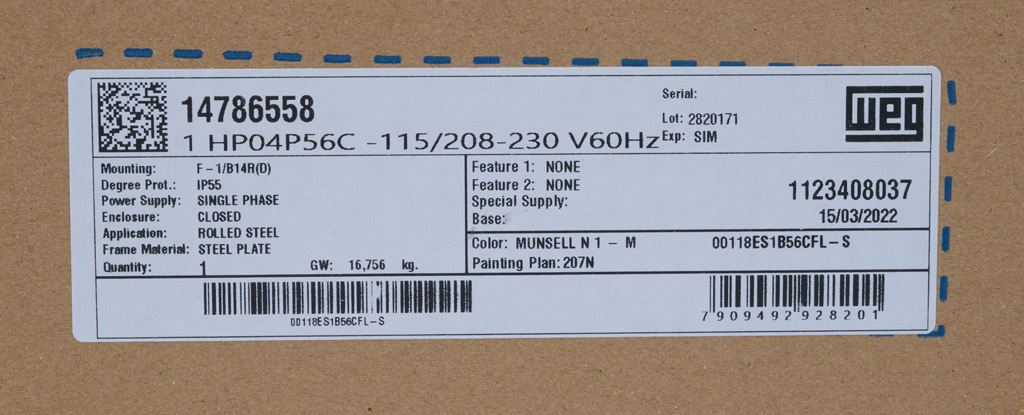 14786558
1 HP04P56C -115/208-230 V60Hz
Serial:
Lot: 2820171
Exp: SIM
WEG
Mounting: F-1/B14R(D)
Degree Prot.: IP55
Power Supply: SINGLE PHASE
Enclosure: CLOSED
Application: ROLLED STEEL
Frame Material: STEEL PLATE
Quantity: 1 GW: 16,756 kg.
Feature 1: NONE
Feature 2: NONE
Special Supply:
Base:
1123408037
15/03/2022
Color: MUNSELL N 1 - M 00118ES1B56CFL-S
Painting Plan: 207N
00118ES1B56CFL-S
7 909492 928201